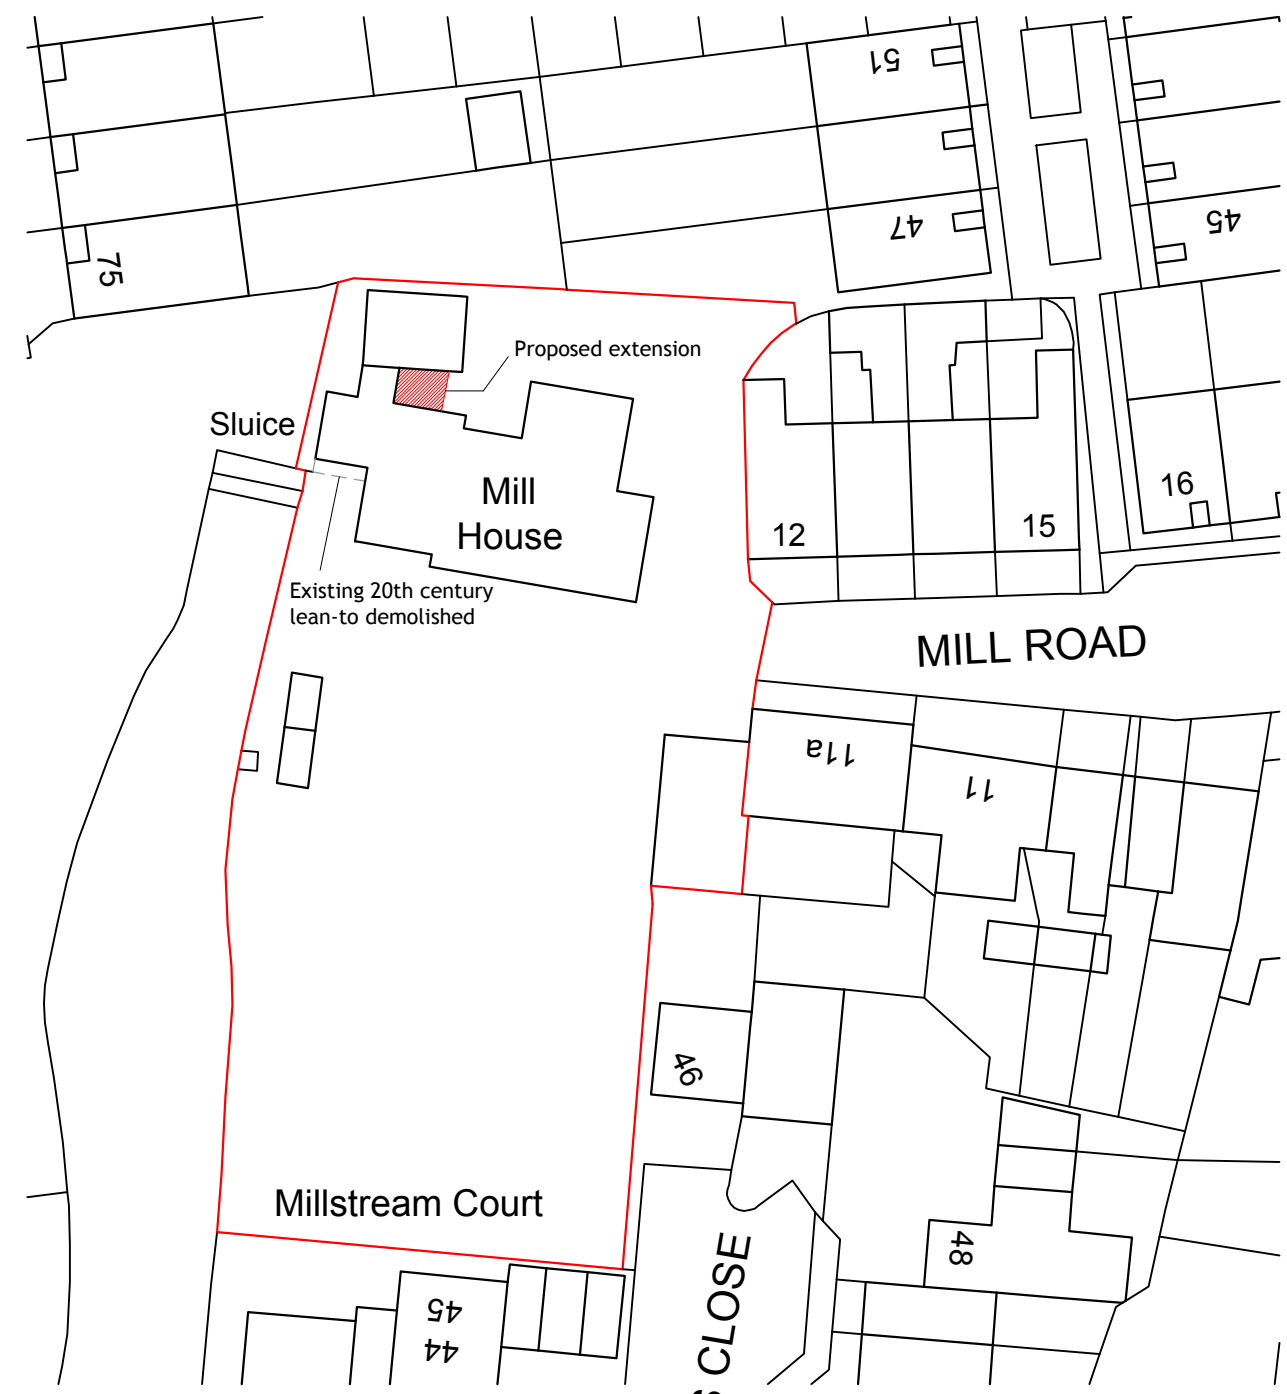 51
47
45
75
Proposed extension
Sluice
Mill
House
16
12
15
Existing 20th century
lean-to demolished
MILL ROAD
11a
11
46
Millstream Court
48
CLOSE
45
44